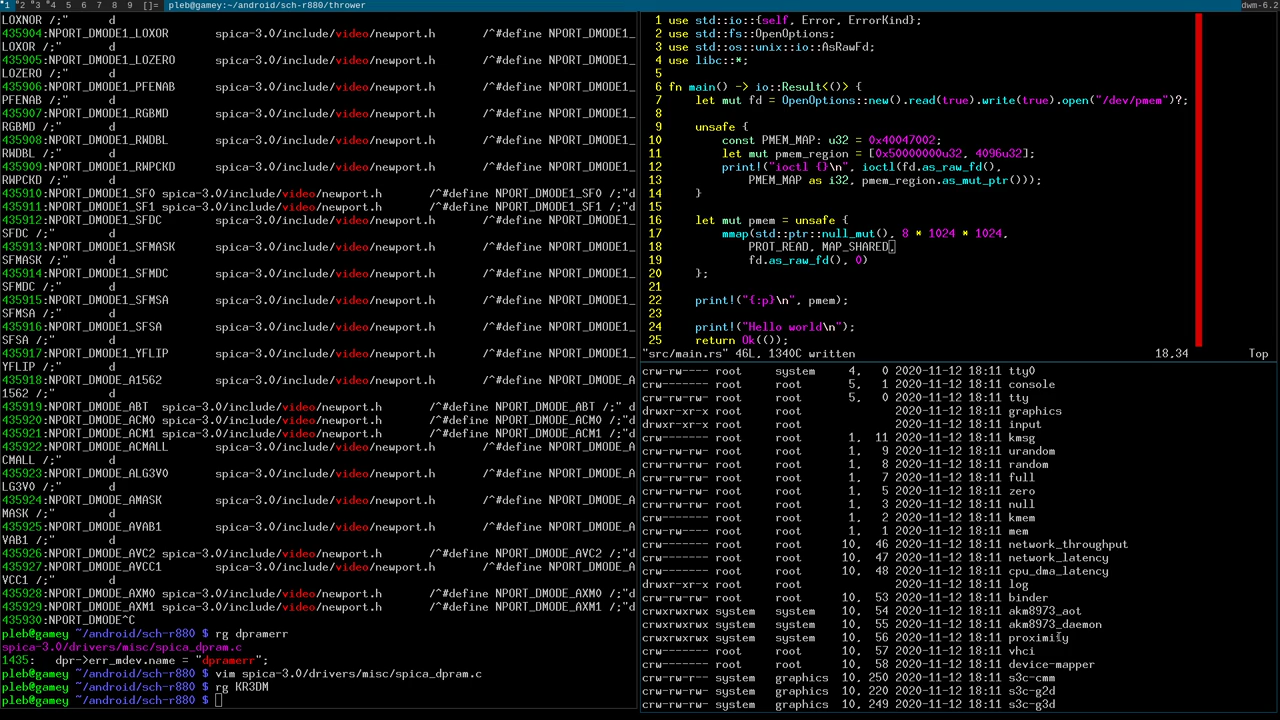 1 2 3 4 5 6 7 8 9 []= pleb@gamey:~/android/sch-r880/thrower dwm-6.2
LOXNOR /;" d
435904:NPORT_DMODE1_LOXOR spica-3.0/include/video/newport.h /^#define NPORT_DMODE1_
LOXOR /;" d
435905:NPORT_DMODE1_LOZERO spica-3.0/include/video/newport.h /^#define NPORT_DMODE1_
LOZERO /;" d
435906:NPORT_DMODE1_PFENAB spica-3.0/include/video/newport.h /^#define NPORT_DMODE1_
PFENAB /;" d
435907:NPORT_DMODE1_RGBMD spica-3.0/include/video/newport.h /^#define NPORT_DMODE1_
RGBMD /;" d
435908:NPORT_DMODE1_RWDBL spica-3.0/include/video/newport.h /^#define NPORT_DMODE1_
RWDBL /;" d
435909:NPORT_DMODE1_RWPCKD spica-3.0/include/video/newport.h /^#define NPORT_DMODE1_
RWPCKD /;" d
435910:NPORT_DMODE1_SF0 spica-3.0/include/video/newport.h /^#define NPORT_DMODE1_SF0 /;"d
435911:NPORT_DMODE1_SF1 spica-3.0/include/video/newport.h /^#define NPORT_DMODE1_SF1 /;"d
435912:NPORT_DMODE1_SFDC spica-3.0/include/video/newport.h /^#define NPORT_DMODE1_
SFDC /;" d
435913:NPORT_DMODE1_SFMASK spica-3.0/include/video/newport.h /^#define NPORT_DMODE1_
SFMASK /;" d
435914:NPORT_DMODE1_SFMDC spica-3.0/include/video/newport.h /^#define NPORT_DMODE1_
SFMDC /;" d
435915:NPORT_DMODE1_SFMSA spica-3.0/include/video/newport.h /^#define NPORT_DMODE1_
SFMSA /;" d
435916:NPORT_DMODE1_SFSA spica-3.0/include/video/newport.h /^#define NPORT_DMODE1_
SFSA /;" d
435917:NPORT_DMODE1_YFLIP spica-3.0/include/video/newport.h /^#define NPORT_DMODE1_
YFLIP /;" d
435918:NPORT_DMODE_A1562 spica-3.0/include/video/newport.h /^#define NPORT_DMODE_A
1562 /;" d
435919:NPORT_DMODE_ABT spica-3.0/include/video/newport.h /^#define NPORT_DMODE_ABT /;" d
435920:NPORT_DMODE_ACM0 spica-3.0/include/video/newport.h /^#define NPORT_DMODE_ACM0 /;"d
435921:NPORT_DMODE_ACM1 spica-3.0/include/video/newport.h /^#define NPORT_DMODE_ACM1 /;"d
435922:NPORT_DMODE_ACMALL spica-3.0/include/video/newport.h /^#define NPORT_DMODE_A
CMALL /;" d
435923:NPORT_DMODE_ALG3V0 spica-3.0/include/video/newport.h /^#define NPORT_DMODE_A
LG3V0 /;" d
435924:NPORT_DMODE_AMASK spica-3.0/include/video/newport.h /^#define NPORT_DMODE_A
MASK /;" d
435925:NPORT_DMODE_AVAB1 spica-3.0/include/video/newport.h /^#define NPORT_DMODE_A
VAB1 /;" d
435926:NPORT_DMODE_AVC2 spica-3.0/include/video/newport.h /^#define NPORT_DMODE_AVC2 /;"d
435927:NPORT_DMODE_AVCC1 spica-3.0/include/video/newport.h /^#define NPORT_DMODE_A
VCC1 /;" d
435928:NPORT_DMODE_AXM0 spica-3.0/include/video/newport.h /^#define NPORT_DMODE_AXM0 /;"d
435929:NPORT_DMODE_AXM1 spica-3.0/include/video/newport.h /^#define NPORT_DMODE_AXM1 /;"d
435930:NPORT_DMODE^C
pleb@gamey ~/android/sch-r880 $ rg dpramerr
spica-3.0/drivers/misc/spica_dpram.c
1435: dpr->err_mdev.name = "dpramerr";
pleb@gamey ~/android/sch-r880 $ vim spica-3.0/drivers/misc/spica_dpram.c
pleb@gamey ~/android/sch-r880 $ rg KR3DM
pleb@gamey ~/android/sch-r880 $
1 use std::io::{self, Error, ErrorKind};
2 use std::fs::OpenOptions;
3 use std::os::unix::io::AsRawFd;
4 use libc::*;
5
6 fn main() -> io::Result<()> {
7 let mut fd = OpenOptions::new().read(true).write(true).open("/dev/pmem")?;
8
9 unsafe {
10 const PMEM_MAP: u32 = 0x40047002;
11 let mut pmem_region = [0x50000000u32, 4096u32];
12 print!("ioctl {}\n", ioctl(fd.as_raw_fd(),
13 PMEM_MAP as i32, pmem_region.as_mut_ptr()));
14 }
15
16 let mut pmem = unsafe {
17 mmap(std::ptr::null_mut(), 8 * 1024 * 1024,
18 PROT_READ, MAP_SHARED,
19 fd.as_raw_fd(), 0)
20 };
21
22 print!("{:p}\n", pmem);
23
24 print!("Hello world\n");
25 return Ok(());
"src/main.rs" 46L, 1340C written 18,34 Top
crw-rw---- root system 4, 0 2020-11-12 18:11 tty0
crw-rw---- root root 5, 1 2020-11-12 18:11 console
crw-rw-rw- root root 5, 0 2020-11-12 18:11 tty
drwxr-xr-x root root 2020-11-12 18:11 graphics
drwxr-xr-x root root 2020-11-12 18:11 input
crw------- root root 1, 11 2020-11-12 18:11 kmsg
crw-rw-rw- root root 1, 9 2020-11-12 18:11 urandom
crw-rw-rw- root root 1, 8 2020-11-12 18:11 random
crw-rw-rw- root root 1, 7 2020-11-12 18:11 full
crw-rw-rw- root root 1, 5 2020-11-12 18:11 zero
crw-rw-rw- root root 1, 3 2020-11-12 18:11 null
crw------- root root 1, 2 2020-11-12 18:11 kmem
crw------- root root 1, 1 2020-11-12 18:11 mem
crw------- root root 10, 46 2020-11-12 18:11 network_throughput
crw------- root root 10, 47 2020-11-12 18:11 network_latency
crw------- root root 10, 48 2020-11-12 18:11 cpu_dma_latency
drwxr-xr-x root root 2020-11-12 18:11 log
crw-rw-rw- root root 10, 53 2020-11-12 18:11 binder
crwxrwxrwx system system 10, 54 2020-11-12 18:11 akm8973_aot
crwxrwxrwx system system 10, 55 2020-11-12 18:11 akm8973_daemon
crw-rw-rw- system system 10, 56 2020-11-12 18:11 proximity
crw------- root root 10, 57 2020-11-12 18:11 vhci
crw------- root root 10, 58 2020-11-12 18:11 device-mapper
crw-rw-rw- system graphics 10, 250 2020-11-12 18:11 s3c-cmm
crw-rw-rw- system graphics 10, 220 2020-11-12 18:11 s3c-g2d
crw-rw-rw- system graphics 10, 249 2020-11-12 18:11 s3c-g3d